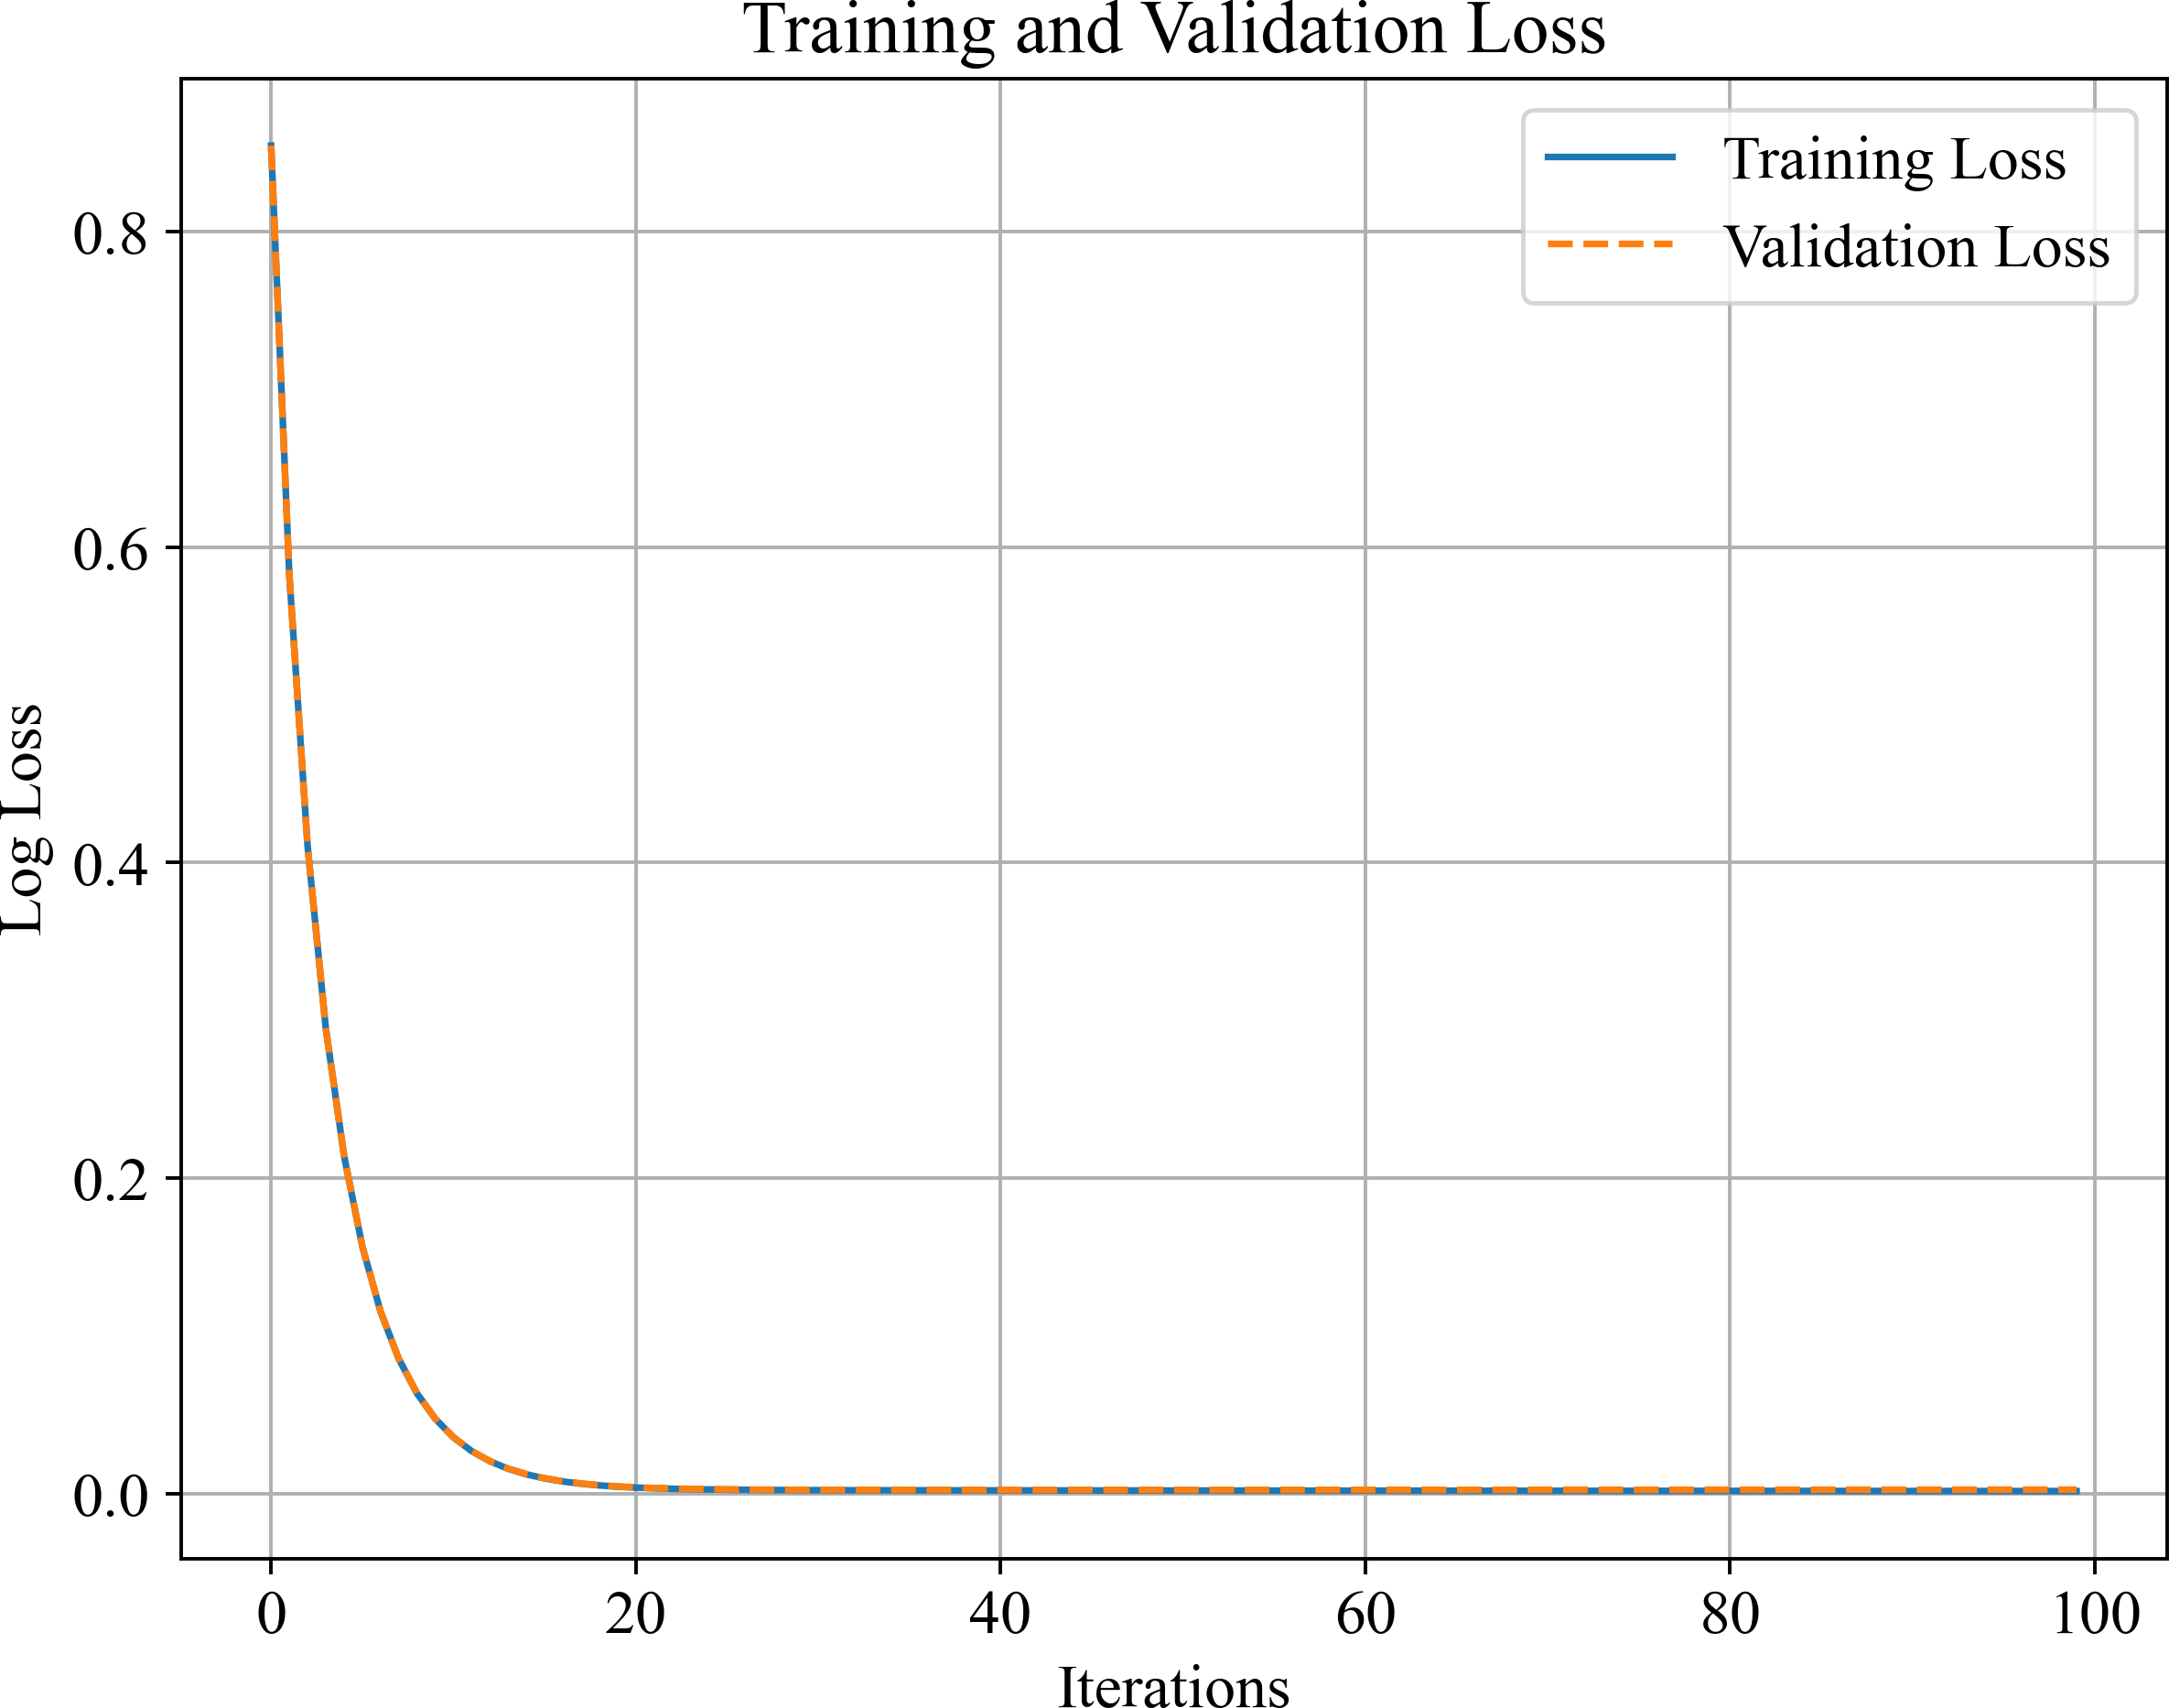 Training and Validation Loss
Training Loss
Validation Loss
0.8
0.6
0.4
0.2
0.0
Log Loss
0 20 40 60 80 100
Iterations